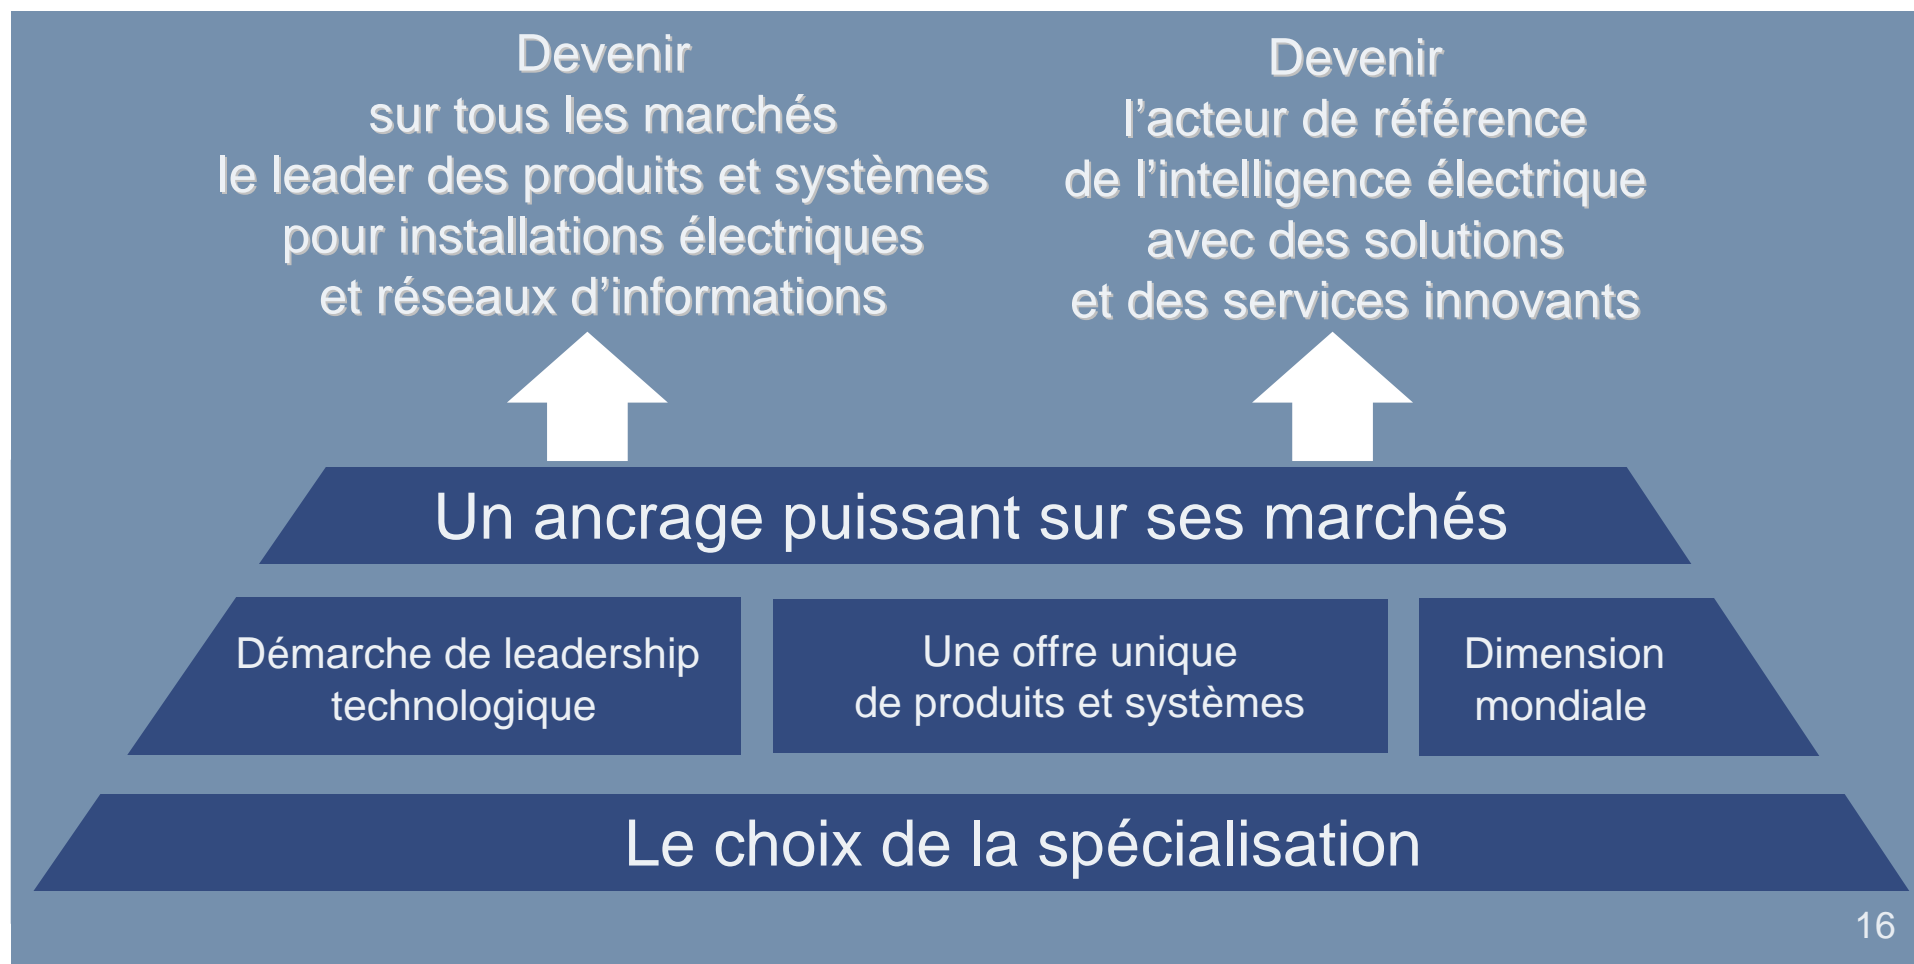 Devenir
sur tous les marchés
le leader des produits et systèmes
pour installations électriques
et réseaux d’informations
Devenir
l’acteur de référence
de l’intelligence électrique
avec des solutions
et des services innovants
Un ancrage puissant sur ses marchés
Démarche de leadership
technologique
Une offre unique
de produits et systèmes
Dimension
mondiale
Le choix de la spécialisation
16